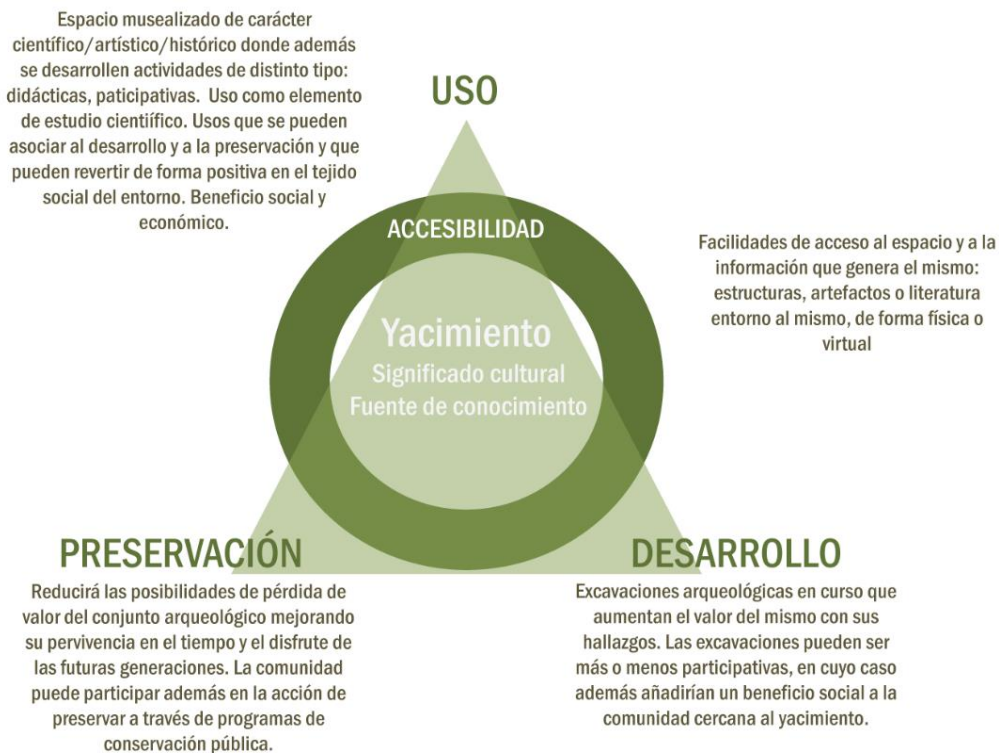 Espacio musealizado de carácter
científico/artístico/histórico donde además
se desarrollen actividades de distinto tipo:
didácticas, paticipativas. Uso como elemento
de estudio cientiífico. Usos que se pueden
asociar al desarrollo y a la preservación y que
pueden revertir de forma positiva en el tejido
social del entorno. Beneficio social y
económico.
USO
ACCESIBILIDAD
Facilidades de acceso al espacio y a la
información que genera el mismo:
estructuras, artefactos o literatura
entorno al mismo, de forma física o
virtual
Yacimiento
Significado cultural
Fuente de conocimiento
PRESERVACIÓN
Reducirá las posibilidades de pérdida de
valor del conjunto arqueológico mejorando
su pervivencia en el tiempo y el disfrute de
las futuras generaciones. La comunidad
puede participar además en la acción de
preservar a través de programas de
conservación pública.
DESARROLLO
Excavaciones arqueológicas en curso que
aumentan el valor del mismo con sus
hallazgos. Las excavaciones pueden ser
más o menos participativas, en cuyo caso
además añadirían un beneficio social a la
comunidad cercana al yacimiento.